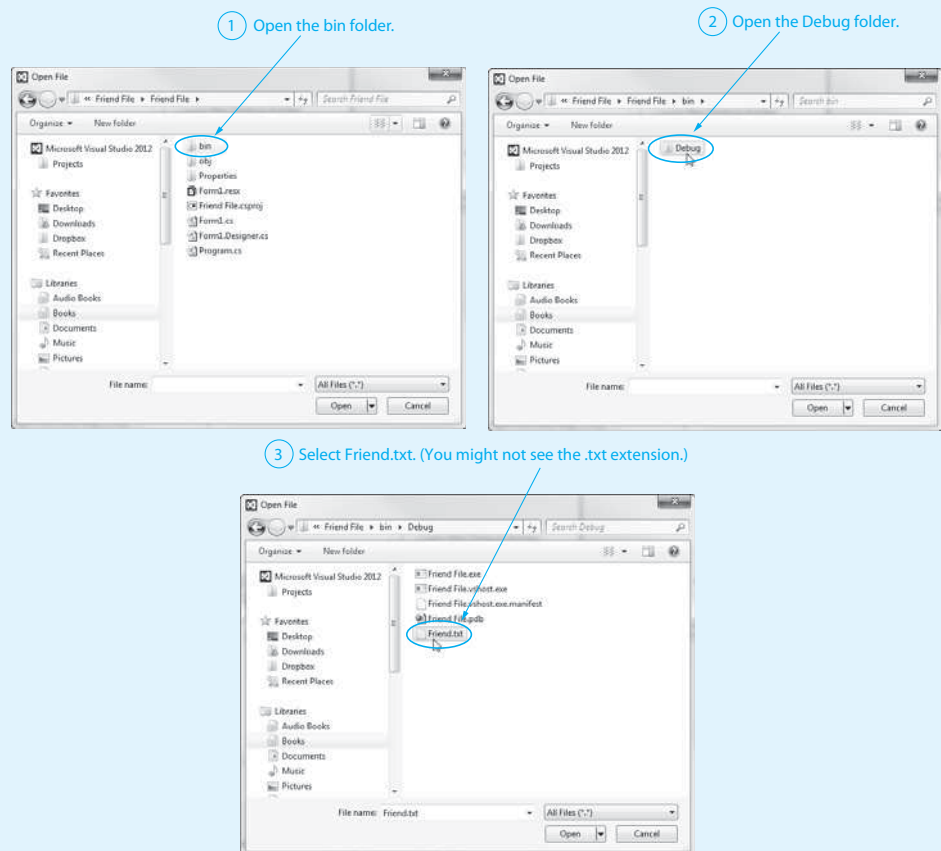 1 Open the bin folder.
2 Open the Debug folder.
Open File
« Friend File ▸ Friend File ▸
Search Friend File
Organize ▾ New folder
Microsoft Visual Studio 2012
Projects
Favorites
Desktop
Downloads
Dropbox
Recent Places
Libraries
Audio Books
Books
Documents
Music
Pictures
bin
obj
Properties
Form1.resx
Friend File.csproj
Form1.cs
Form1.Designer.cs
Program.cs
File name:
All Files (*.*)
Open
Cancel
Open File
« Friend File ▸ Friend File ▸ bin ▸
Search bin
Organize ▾ New folder
Microsoft Visual Studio 2012
Projects
Favorites
Desktop
Downloads
Dropbox
Recent Places
Libraries
Audio Books
Books
Documents
Music
Pictures
Debug
File name:
All Files (*.*)
Open
Cancel
3 Select Friend.txt. (You might not see the .txt extension.)
Open File
« Friend File ▸ bin ▸ Debug
Search Debug
Organize ▾ New folder
Microsoft Visual Studio 2012
Projects
Favorites
Desktop
Downloads
Dropbox
Recent Places
Libraries
Audio Books
Books
Documents
Music
Pictures
Friend File.exe
Friend File.vshost.exe
Friend File.vshost.exe.manifest
Friend File.pdb
Friend.txt
File name: Friend.txt
All Files (*.*)
Open
Cancel